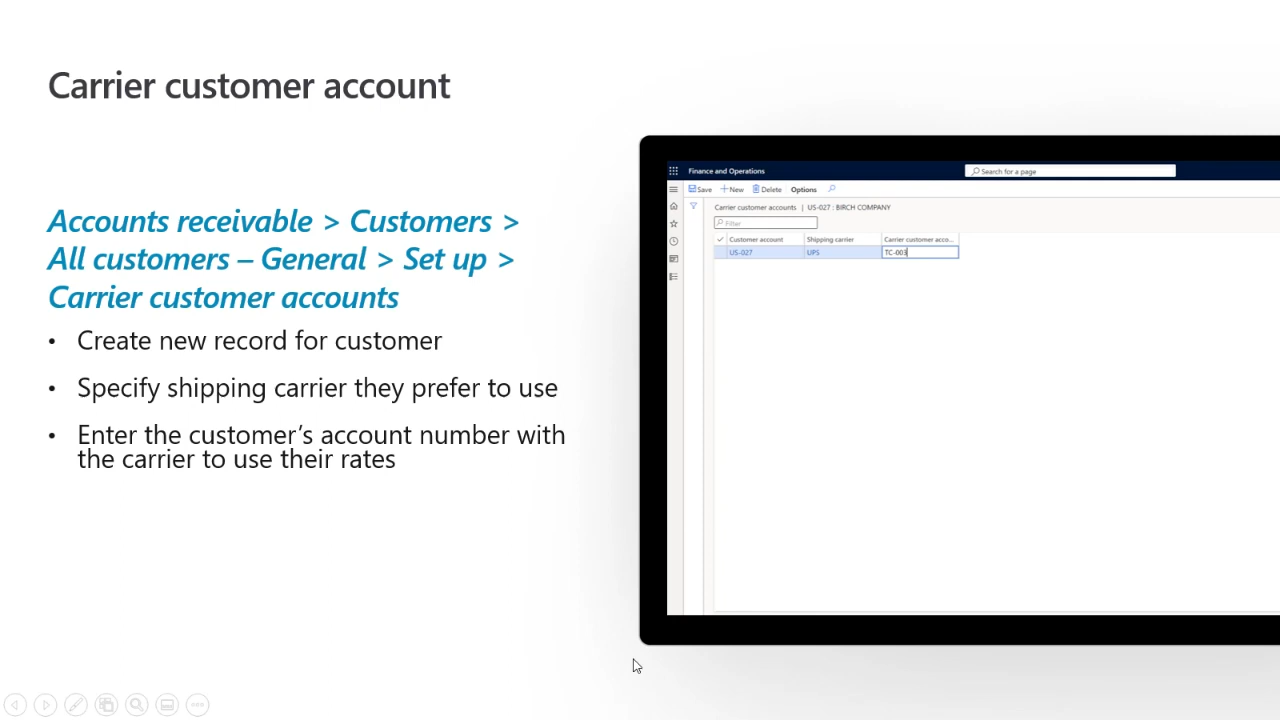 Carrier customer account
Accounts receivable > Customers >
All customers – General > Set up >
Carrier customer accounts
• Create new record for customer
• Specify shipping carrier they prefer to use
• Enter the customer’s account number with
the carrier to use their rates
Finance and Operations
Search for a page
Save New Delete Options
Carrier customer accounts | US-027 : BIRCH COMPANY
Filter
Customer account Shipping carrier Carrier customer acco...
US-027 UPS TC-003